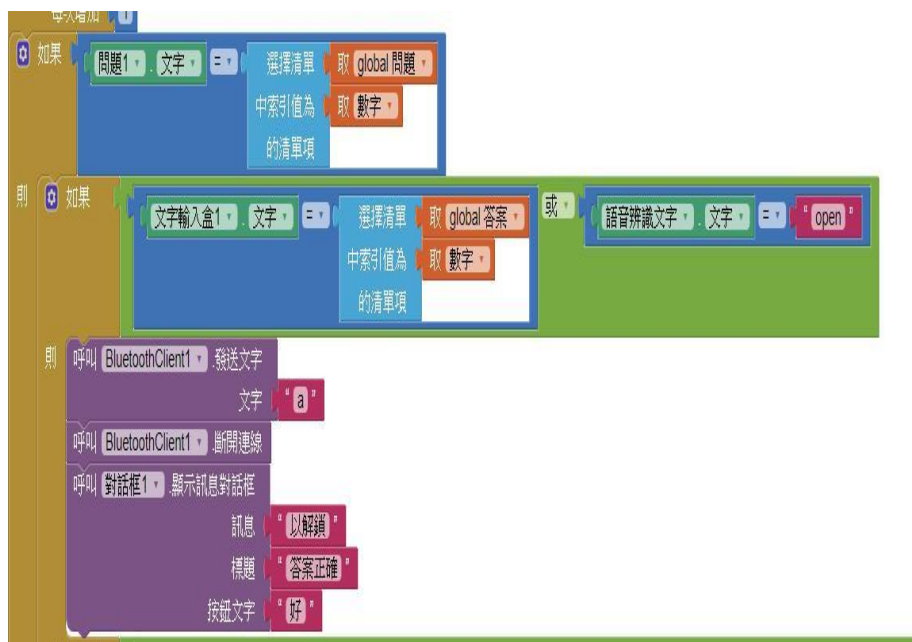 每次增加 1
如果 問題1 . 文字 = 選擇清單 取 global 問題
中索引值為 取 數字
的清單項
則 如果 文字輸入盒1 . 文字 = 選擇清單 取 global 答案 或 語音辨識文字 . 文字 = " open "
中索引值為 取 數字
的清單項
則 呼叫 BluetoothClient1 .發送文字
文字 " a "
呼叫 BluetoothClient1 .斷開連線
呼叫 對話框1 .顯示訊息對話框
訊息 " 以解鎖 "
標題 " 答案正確 "
按鈕文字 " 好 "